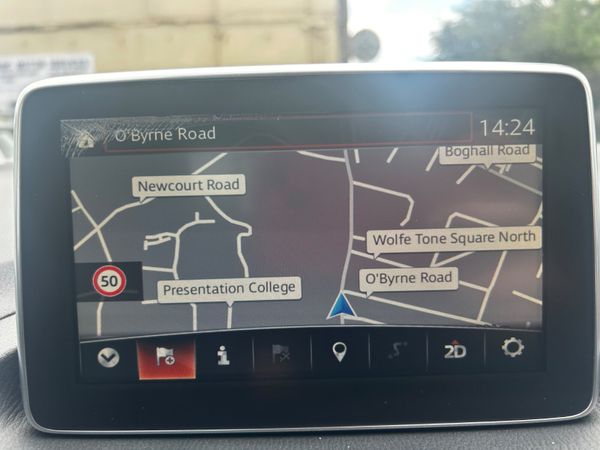 O'Byrne Road
14:24
Boghall Road
Newcourt Road
Wolfe Tone Square North
O'Byrne Road
50
Presentation College
2D